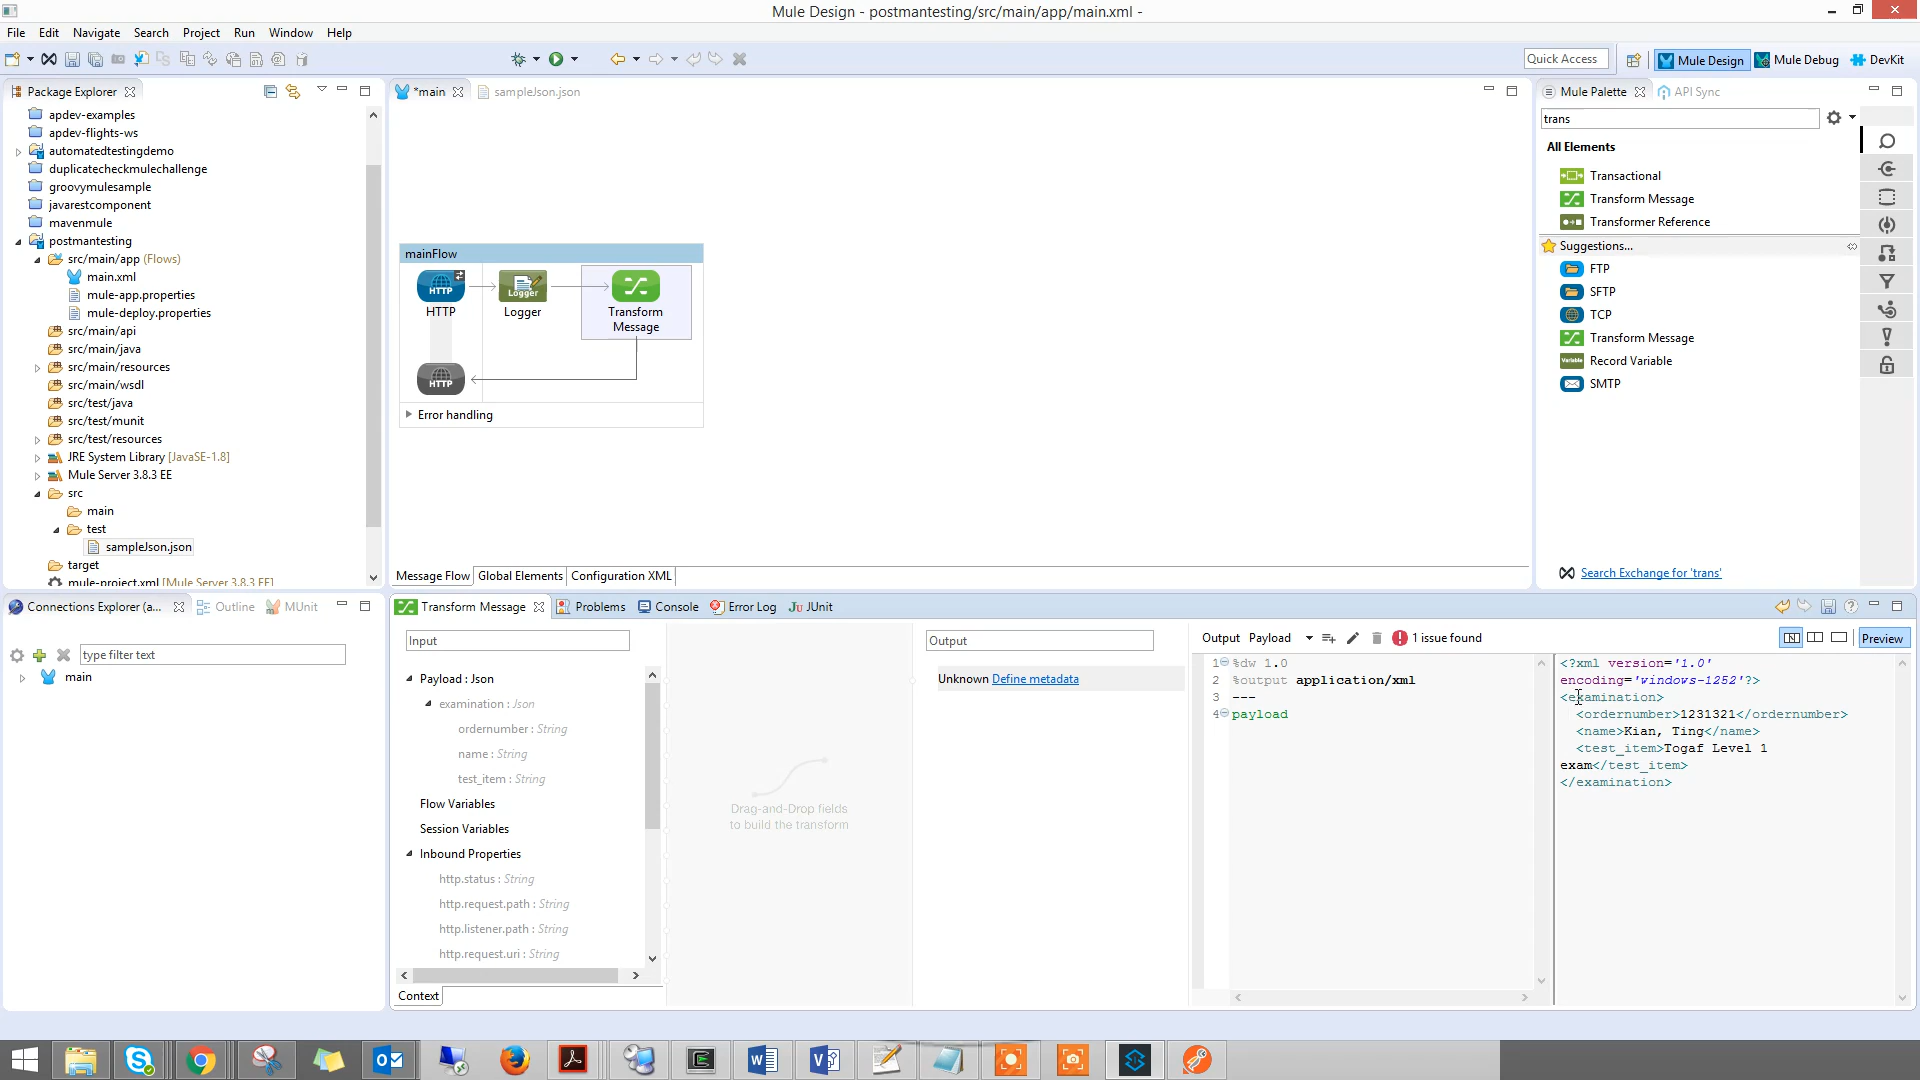 Mule Design - postmantesting/src/main/app/main.xml -
File Edit Navigate Search Project Run Window Help
Quick Access
Mule Design
Mule Debug
DevKit
Package Explorer
apdev-examples
apdev-flights-ws
automatedtestingdemo
duplicatecheckmulechallenge
groovymulesample
javarestcomponent
mavenmule
postmantesting
src/main/app (Flows)
main.xml
mule-app.properties
mule-deploy.properties
src/main/api
src/main/java
src/main/resources
src/main/wsdl
src/test/java
src/test/munit
src/test/resources
JRE System Library [JavaSE-1.8]
Mule Server 3.8.3 EE
src
main
test
sampleJson.json
target
mule-project.xml [Mule Server 3.8.3 EE]
*main
sampleJson.json
mainFlow
HTTP
HTTP
Logger
Logger
Transform
Message
HTTP
Error handling
Message Flow
Global Elements
Configuration XML
Mule Palette
API Sync
trans
All Elements
Transactional
Transform Message
Transformer Reference
Suggestions...
FTP
SFTP
TCP
Transform Message
Variable
Record Variable
SMTP
Search Exchange for 'trans'
Connections Explorer (a...
Outline
MUnit
type filter text
main
Transform Message
Problems
Console
Error Log
JUnit
Input
Payload : Json
examination : Json
ordernumber : String
name : String
test_item : String
Flow Variables
Session Variables
Inbound Properties
http.status : String
http.request.path : String
http.listener.path : String
http.request.uri : String
Context
Drag-and-Drop fields
to build the transform
Output
Unknown Define metadata
Output Payload
1 issue found
Preview
1 %dw 1.0
2 %output application/xml
3 ---
4 payload
<?xml version='1.0'
encoding='windows-1252'?>
<examination>
<ordernumber>1231321</ordernumber>
<name>Kian, Ting</name>
<test_item>Togaf Level 1
exam</test_item>
</examination>